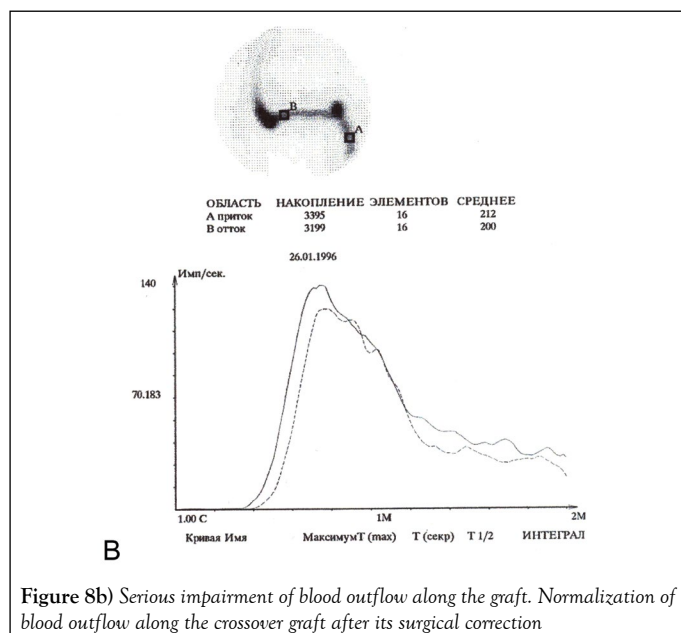 B
A
ОБЛАСТЬ НАКОПЛЕНИЕ ЭЛЕМЕНТОВ СРЕДНЕЕ
А приток 3395 16 212
В отток 3199 16 200
26.01.1996
Имп/сек.
140
70.183
1.00 С 1М 2М
Кривая Имя МаксимумТ (max) Т (секр) Т 1/2 ИНТЕГРАЛ
B
Figure 8b) Serious impairment of blood outflow along the graft. Normalization of
blood outflow along the crossover graft after its surgical correction